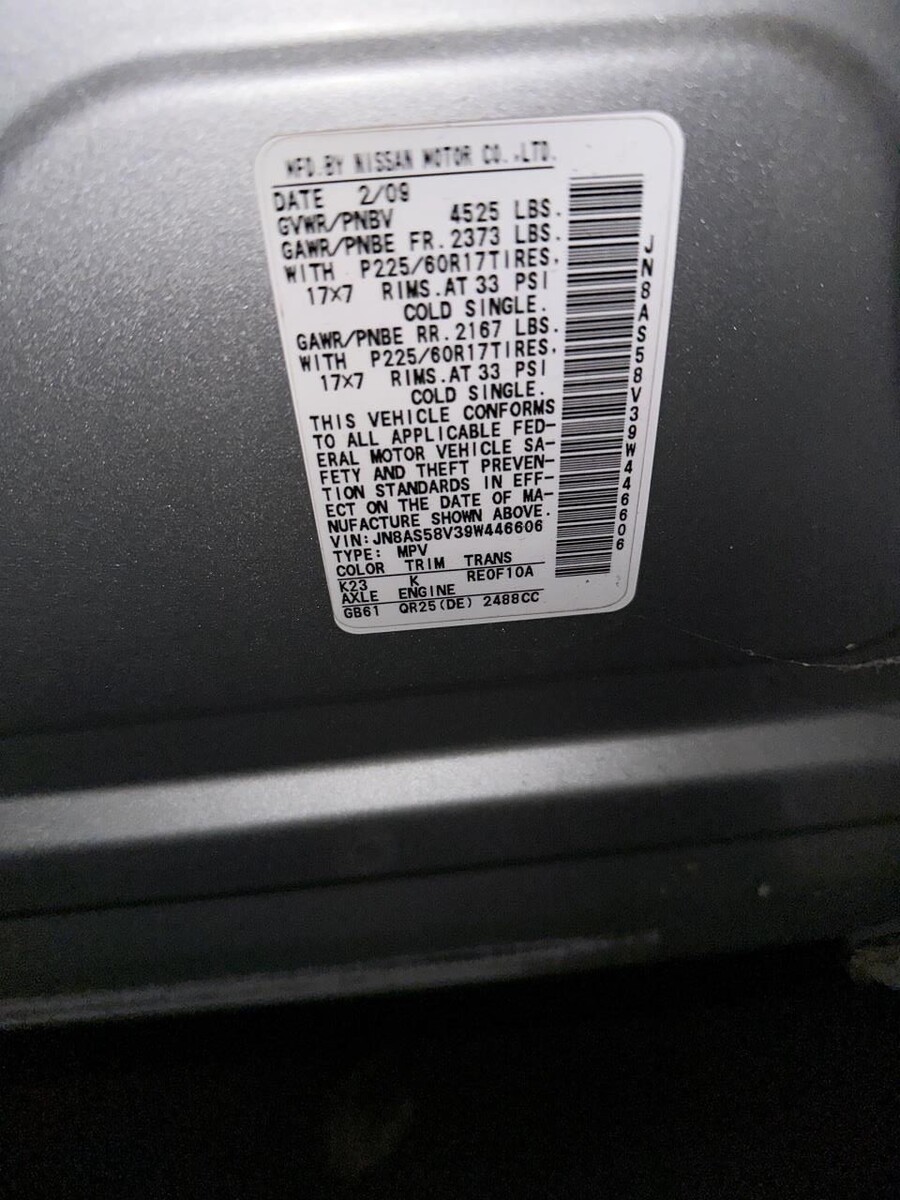 MFD.BY NISSAN MOTOR CO.,LTD.
DATE 2/09
GVWR/PNBV 4525 LBS.
GAWR/PNBE FR.2373 LBS.
WITH P225/60R17TIRES,
17x7 RIMS.AT 33 PSI
COLD SINGLE.
GAWR/PNBE RR.2167 LBS.
WITH P225/60R17TIRES,
17x7 RIMS.AT 33 PSI
COLD SINGLE.
THIS VEHICLE CONFORMS
TO ALL APPLICABLE FED-
ERAL MOTOR VEHICLE SA-
FETY AND THEFT PREVEN-
TION STANDARDS IN EFF-
ECT ON THE DATE OF MA-
NUFACTURE SHOWN ABOVE.
VIN:JN8AS58V39W446606
TYPE: MPV
COLOR TRIM TRANS
K23 K RE0F10A
AXLE ENGINE
GB61 QR25(DE) 2488CC
JN8AS58V39W446606